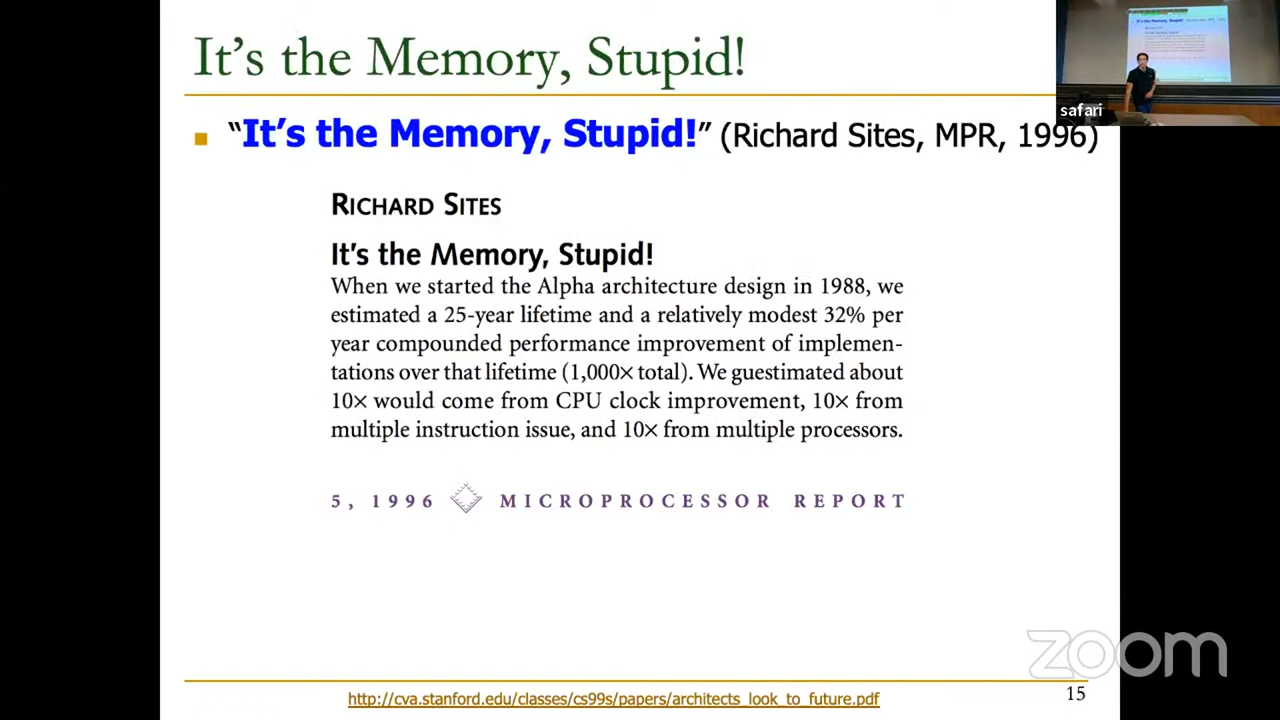 It's the Memory, Stupid!
safari
▪ “It's the Memory, Stupid!” (Richard Sites, MPR, 1996)
RICHARD SITES
It's the Memory, Stupid!
When we started the Alpha architecture design in 1988, we
estimated a 25-year lifetime and a relatively modest 32% per
year compounded performance improvement of implemen-
tations over that lifetime (1,000× total). We guestimated about
10× would come from CPU clock improvement, 10× from
multiple instruction issue, and 10× from multiple processors.
5, 1996 MICROPROCESSOR REPORT
zoom
http://cva.stanford.edu/classes/cs99s/papers/architects_look_to_future.pdf
15